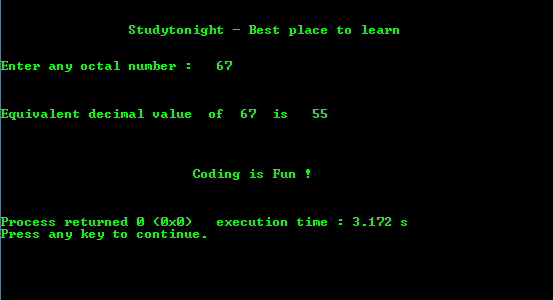 Studytonight - Best place to learn
Enter any octal number :   67
Equivalent decimal value  of  67  is   55
Coding is Fun !
Process returned 0 (0x0)   execution time : 3.172 s
Press any key to continue.